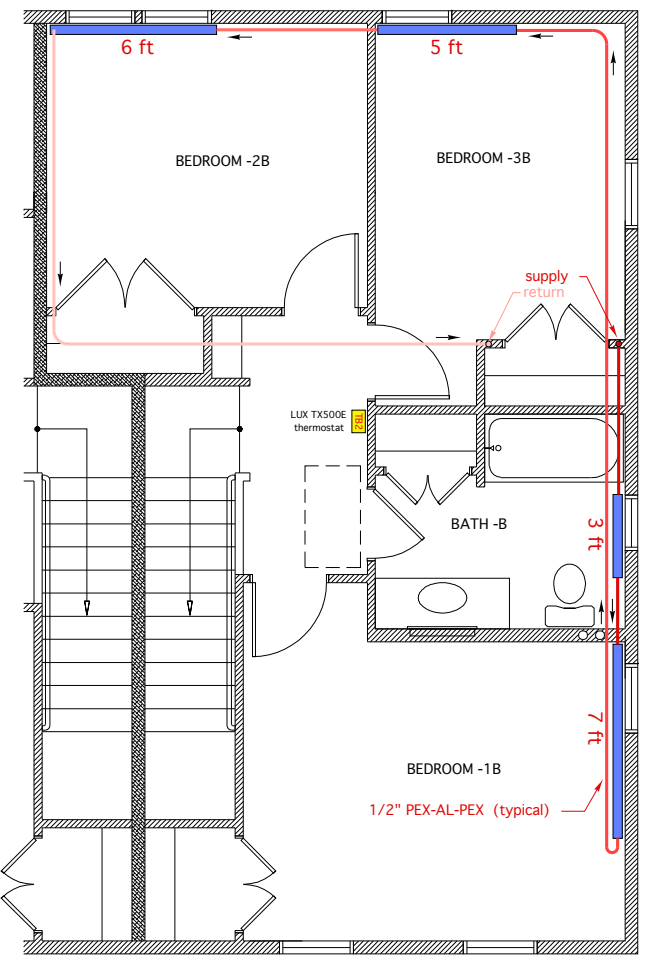 6 ft
5 ft
BEDROOM -2B
BEDROOM -3B
supply
return
LUX TX500E
thermostat
TB2
BATH -B
3 ft
7 ft
BEDROOM -1B
1/2" PEX-AL-PEX (typical)